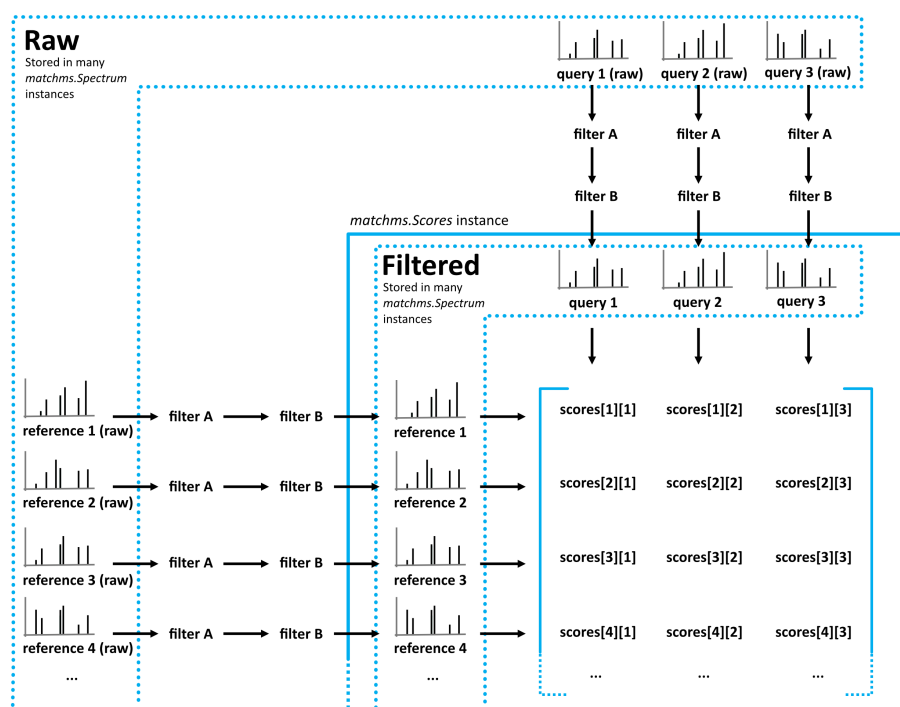 Raw
Stored in many
matchms.Spectrum
instances
query 1 (raw) query 2 (raw) query 3 (raw)
filter A filter A filter A
filter B filter B filter B
matchms.Scores instance
Filtered
Stored in many
matchms.Spectrum
instances
query 1 query 2 query 3
reference 1 (raw) filter A filter B reference 1 scores[1][1] scores[1][2] scores[1][3]
reference 2 (raw) filter A filter B reference 2 scores[2][1] scores[2][2] scores[2][3]
reference 3 (raw) filter A filter B reference 3 scores[3][1] scores[3][2] scores[3][3]
reference 4 (raw) filter A filter B reference 4 scores[4][1] scores[4][2] scores[4][3]
... ... ... ... ...